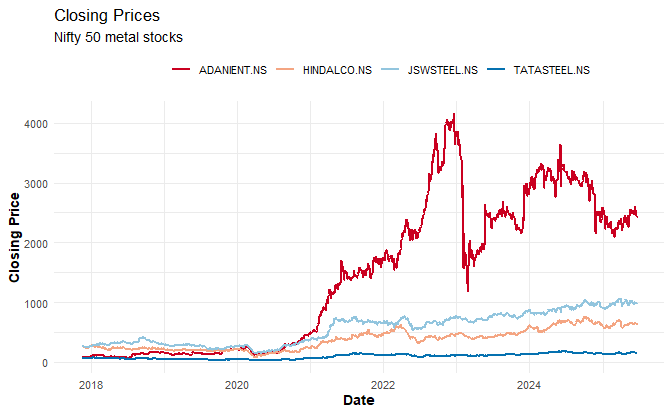 Closing Prices
Nifty 50 metal stocks
ADANIENT.NS HINDALCO.NS JSWSTEEL.NS TATASTEEL.NS
4000
3000
2000
1000
0
Closing Price
2018 2020 2022 2024
Date